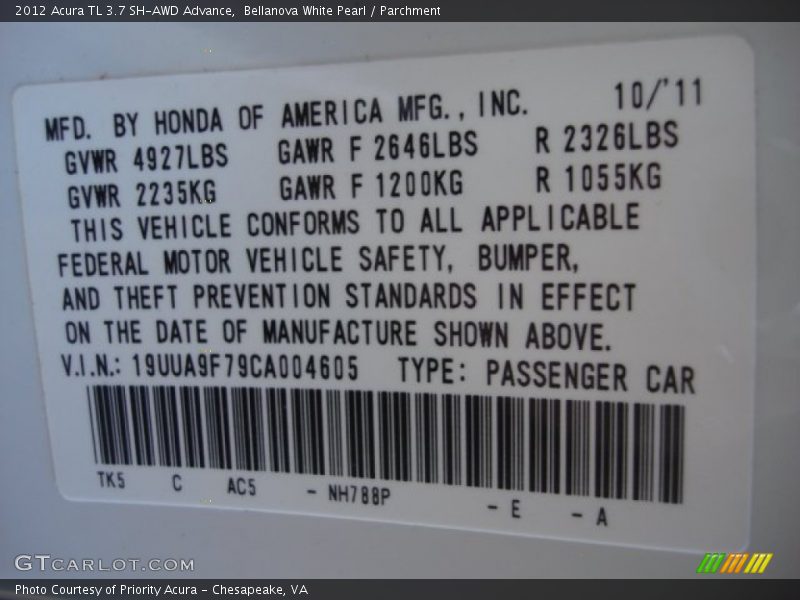 2012 Acura TL 3.7 SH-AWD Advance,  Bellanova White Pearl / Parchment
MFD. BY HONDA OF AMERICA MFG., INC. 10/'11
GVWR 4927LBS GAWR F 2646LBS R 2326LBS
GVWR 2235KG GAWR F 1200KG R 1055KG
THIS VEHICLE CONFORMS TO ALL APPLICABLE
FEDERAL MOTOR VEHICLE SAFETY, BUMPER,
AND THEFT PREVENTION STANDARDS IN EFFECT
ON THE DATE OF MANUFACTURE SHOWN ABOVE.
V.I.N.: 19UUA9F79CA004605 TYPE: PASSENGER CAR
TK5 C AC5 - NH788P - E - A
GTCARLOT.COM
Photo Courtesy of Priority Acura - Chesapeake, VA